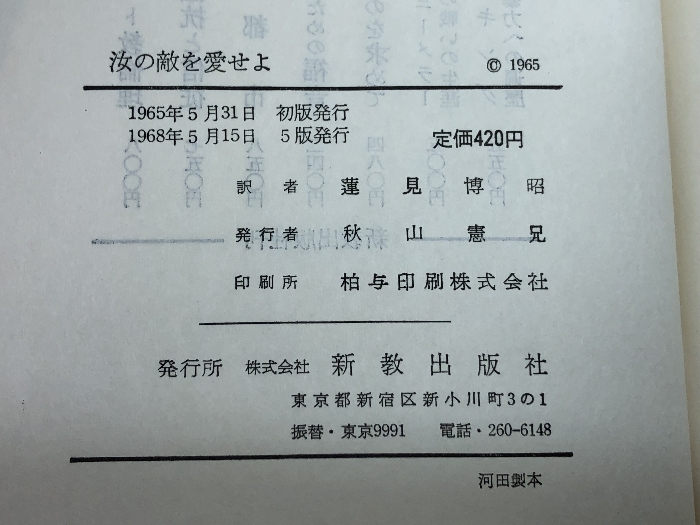 汝の敵を愛せよ © 1965
1965年5月31日 初版発行
1968年5月15日 5版発行 定価420円
訳者 蓮見博昭
発行者 秋山憲兄
印刷所 柏与印刷株式会社
発行所 株式会社 新教出版社
東京都新宿区新小川町3の1
振替・東京9991 電話・260-6148
河田製本